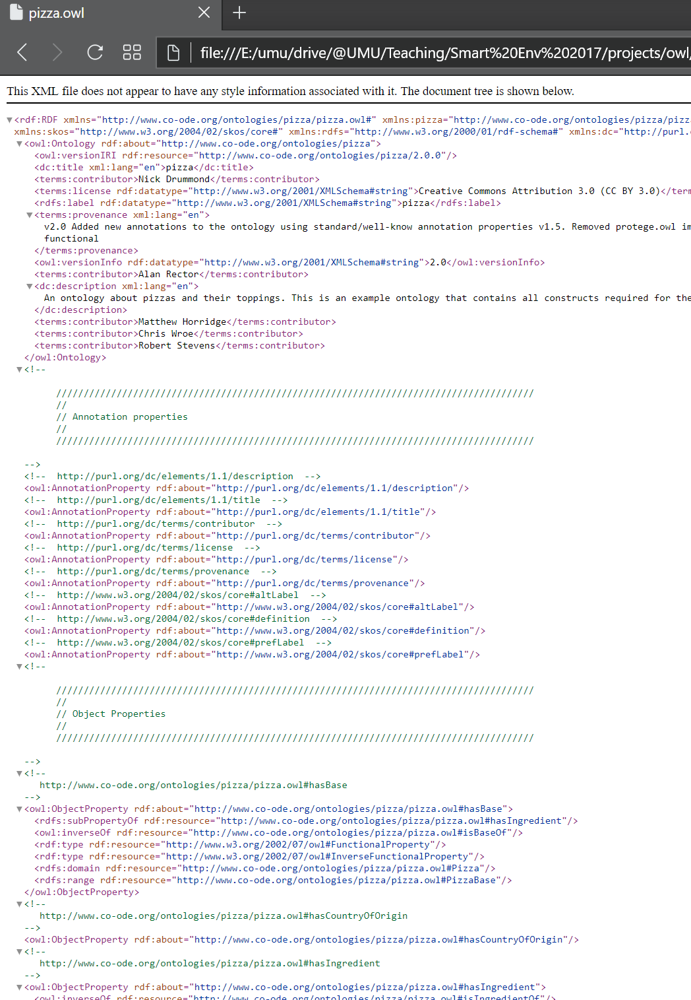 pizza.owl
file:///E:/umu/drive/@UMU/Teaching/Smart%20Env%202017/projects/owl/
This XML file does not appear to have any style information associated with it. The document tree is shown below.
▼<rdf:RDF xmlns="http://www.co-ode.org/ontologies/pizza/pizza.owl#" xmlns:pizza="http://www.co-ode.org/ontologies/pizza/pizz
xmlns:skos="http://www.w3.org/2004/02/skos/core#" xmlns:rdfs="http://www.w3.org/2000/01/rdf-schema#" xmlns:dc="http://purl.
▼<owl:Ontology rdf:about="http://www.co-ode.org/ontologies/pizza">
<owl:versionIRI rdf:resource="http://www.co-ode.org/ontologies/pizza/2.0.0"/>
<dc:title xml:lang="en">pizza</dc:title>
<terms:contributor>Nick Drummond</terms:contributor>
<terms:license rdf:datatype="http://www.w3.org/2001/XMLSchema#string">Creative Commons Attribution 3.0 (CC BY 3.0)</term
<rdfs:label rdf:datatype="http://www.w3.org/2001/XMLSchema#string">pizza</rdfs:label>
▼<terms:provenance xml:lang="en">
v2.0 Added new annotations to the ontology using standard/well-know annotation properties v1.5. Removed protege.owl im
functional
</terms:provenance>
<owl:versionInfo rdf:datatype="http://www.w3.org/2001/XMLSchema#string">2.0</owl:versionInfo>
<terms:contributor>Alan Rector</terms:contributor>
▼<dc:description xml:lang="en">
An ontology about pizzas and their toppings. This is an example ontology that contains all constructs required for the
</dc:description>
<terms:contributor>Matthew Horridge</terms:contributor>
<terms:contributor>Chris Wroe</terms:contributor>
<terms:contributor>Robert Stevens</terms:contributor>
</owl:Ontology>
▼<!--
///////////////////////////////////////////////////////////////////////////////////////
//
// Annotation properties
//
///////////////////////////////////////////////////////////////////////////////////////
-->
<!-- http://purl.org/dc/elements/1.1/description -->
<owl:AnnotationProperty rdf:about="http://purl.org/dc/elements/1.1/description"/>
<!-- http://purl.org/dc/elements/1.1/title -->
<owl:AnnotationProperty rdf:about="http://purl.org/dc/elements/1.1/title"/>
<!-- http://purl.org/dc/terms/contributor -->
<owl:AnnotationProperty rdf:about="http://purl.org/dc/terms/contributor"/>
<!-- http://purl.org/dc/terms/license -->
<owl:AnnotationProperty rdf:about="http://purl.org/dc/terms/license"/>
<!-- http://purl.org/dc/terms/provenance -->
<owl:AnnotationProperty rdf:about="http://purl.org/dc/terms/provenance"/>
<!-- http://www.w3.org/2004/02/skos/core#altLabel -->
<owl:AnnotationProperty rdf:about="http://www.w3.org/2004/02/skos/core#altLabel"/>
<!-- http://www.w3.org/2004/02/skos/core#definition -->
<owl:AnnotationProperty rdf:about="http://www.w3.org/2004/02/skos/core#definition"/>
<!-- http://www.w3.org/2004/02/skos/core#prefLabel -->
<owl:AnnotationProperty rdf:about="http://www.w3.org/2004/02/skos/core#prefLabel"/>
▼<!--
///////////////////////////////////////////////////////////////////////////////////////
//
// Object Properties
//
///////////////////////////////////////////////////////////////////////////////////////
-->
▼<!--
http://www.co-ode.org/ontologies/pizza/pizza.owl#hasBase
-->
▼<owl:ObjectProperty rdf:about="http://www.co-ode.org/ontologies/pizza/pizza.owl#hasBase">
<rdfs:subPropertyOf rdf:resource="http://www.co-ode.org/ontologies/pizza/pizza.owl#hasIngredient"/>
<owl:inverseOf rdf:resource="http://www.co-ode.org/ontologies/pizza/pizza.owl#isBaseOf"/>
<rdf:type rdf:resource="http://www.w3.org/2002/07/owl#FunctionalProperty"/>
<rdf:type rdf:resource="http://www.w3.org/2002/07/owl#InverseFunctionalProperty"/>
<rdfs:domain rdf:resource="http://www.co-ode.org/ontologies/pizza/pizza.owl#Pizza"/>
<rdfs:range rdf:resource="http://www.co-ode.org/ontologies/pizza/pizza.owl#PizzaBase"/>
</owl:ObjectProperty>
▼<!--
http://www.co-ode.org/ontologies/pizza/pizza.owl#hasCountryOfOrigin
-->
<owl:ObjectProperty rdf:about="http://www.co-ode.org/ontologies/pizza/pizza.owl#hasCountryOfOrigin"/>
▼<!--
http://www.co-ode.org/ontologies/pizza/pizza.owl#hasIngredient
-->
▼<owl:ObjectProperty rdf:about="http://www.co-ode.org/ontologies/pizza/pizza.owl#hasIngredient">
<owl:inverseOf rdf:resource="http://www.co-ode.org/ontologies/pizza/pizza.owl#isIngredientOf"/>